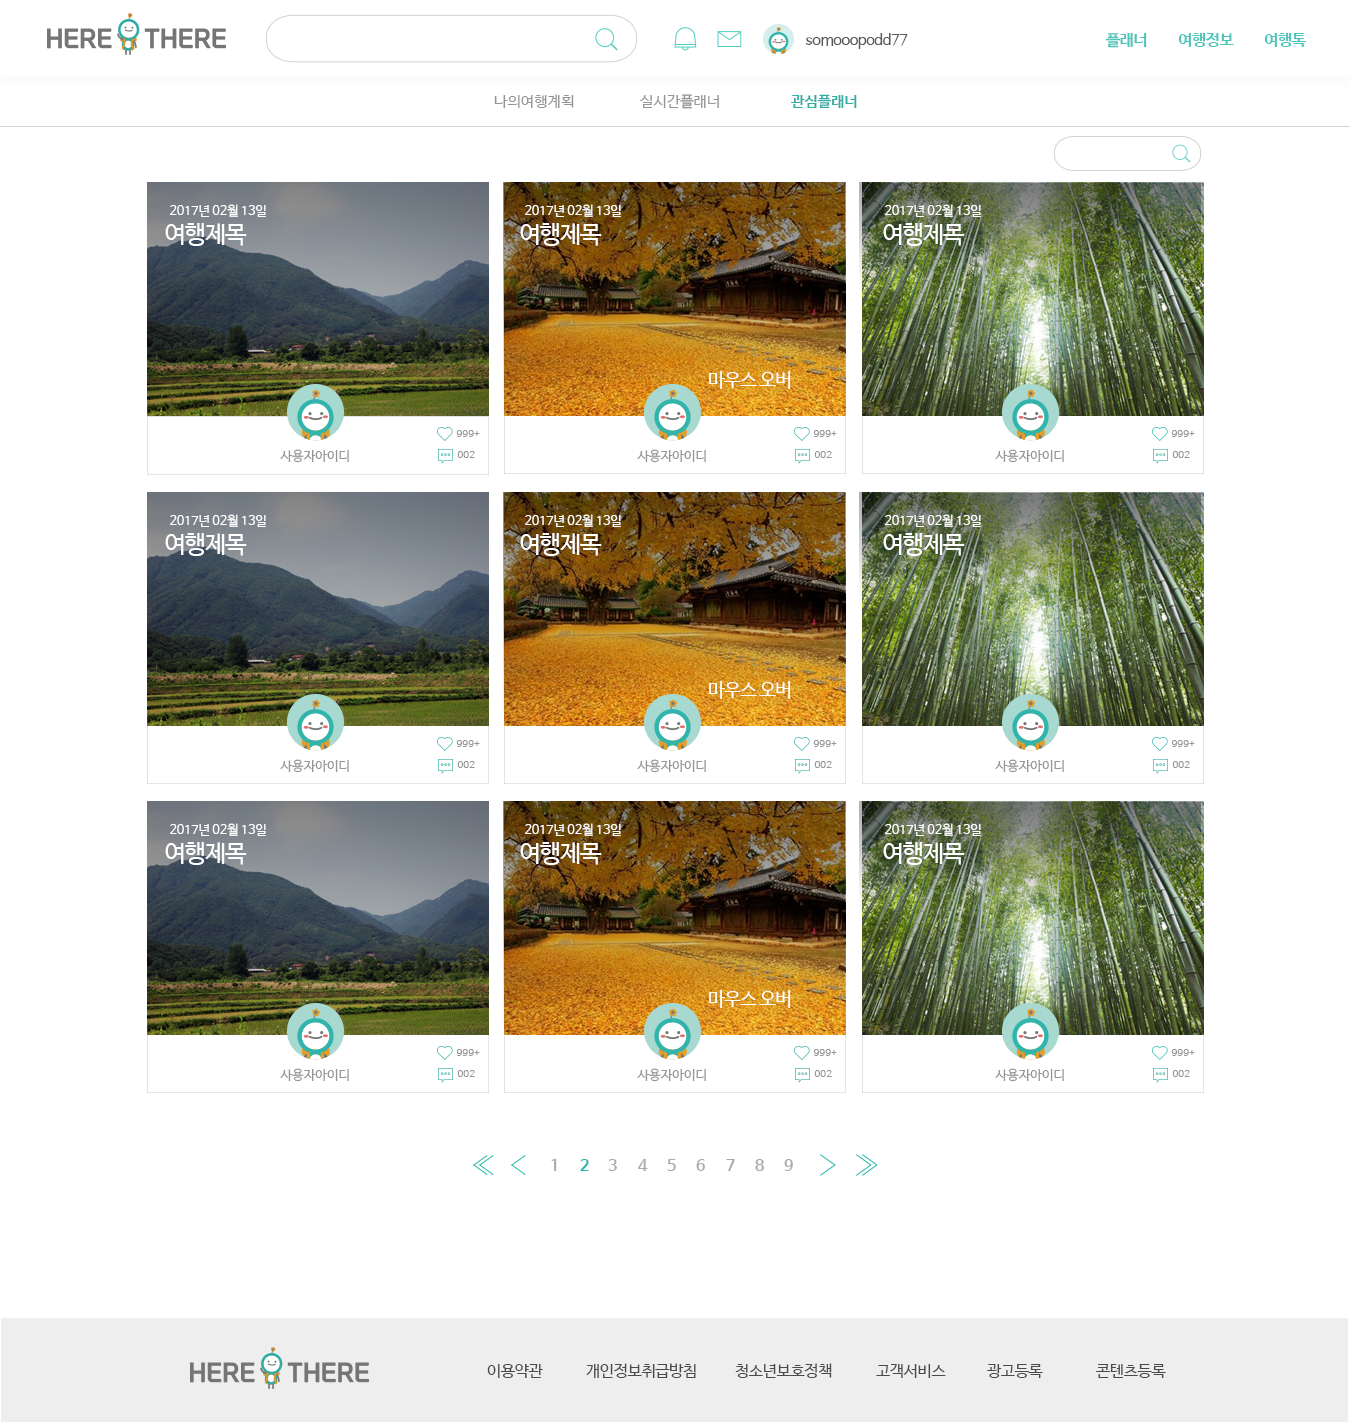 HERE THERE
somooopodd77
플래너 여행정보 여행톡
나의여행계획 실시간플래너 관심플래너
2017년 02월 13일
여행제목
사용자아이디
999+
002
2017년 02월 13일
여행제목
마우스 오버
사용자아이디
999+
002
2017년 02월 13일
여행제목
사용자아이디
999+
002
2017년 02월 13일
여행제목
사용자아이디
999+
002
2017년 02월 13일
여행제목
마우스 오버
사용자아이디
999+
002
2017년 02월 13일
여행제목
사용자아이디
999+
002
2017년 02월 13일
여행제목
사용자아이디
999+
002
2017년 02월 13일
여행제목
마우스 오버
사용자아이디
999+
002
2017년 02월 13일
여행제목
사용자아이디
999+
002
1 2 3 4 5 6 7 8 9
HERE THERE
이용약관 개인정보취급방침 청소년보호정책 고객서비스 광고등록 콘텐츠등록